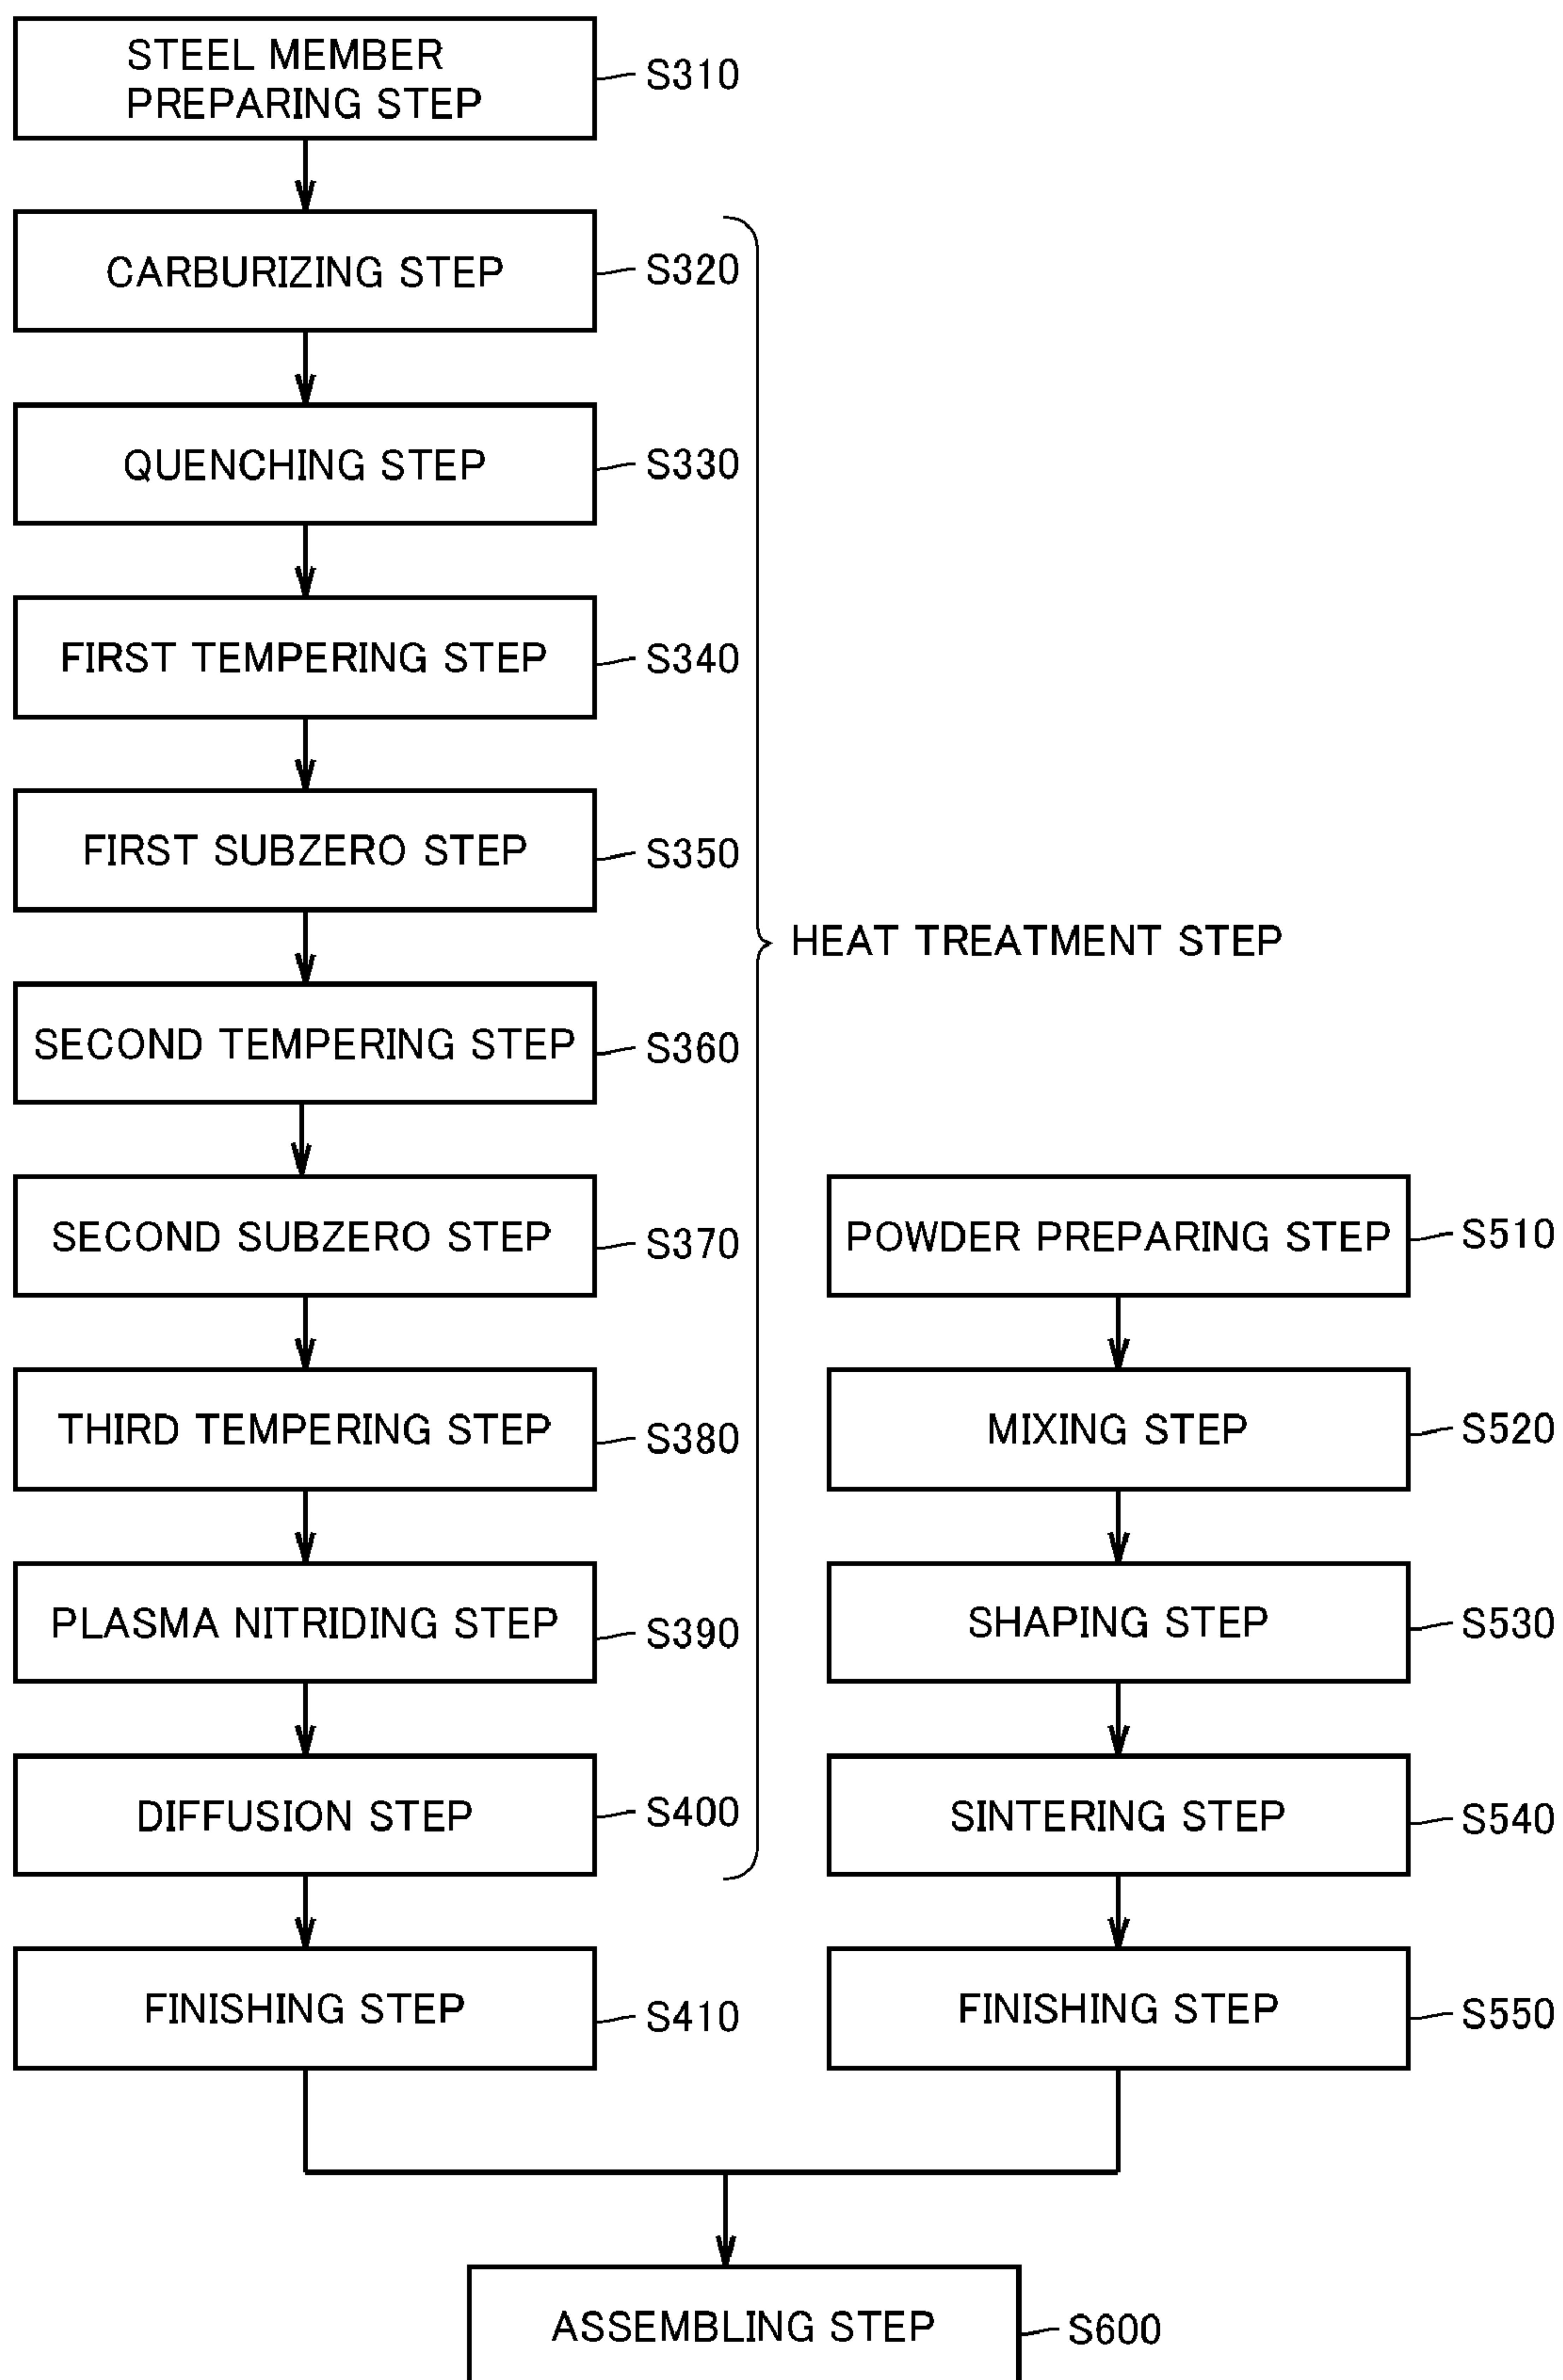 STEEL MEMBER
PREPARING STEP
S310
CARBURIZING STEP
S320
QUENCHING STEP
S330
FIRST TEMPERING STEP
S340
FIRST SUBZERO STEP
S350
HEAT TREATMENT STEP
SECOND TEMPERING STEP
S360
SECOND SUBZERO STEP
S370
THIRD TEMPERING STEP
S380
PLASMA NITRIDING STEP
S390
DIFFUSION STEP
S400
FINISHING STEP
S410
POWDER PREPARING STEP
S510
MIXING STEP
S520
SHAPING STEP
S530
SINTERING STEP
S540
FINISHING STEP
S550
ASSEMBLING STEP
S600